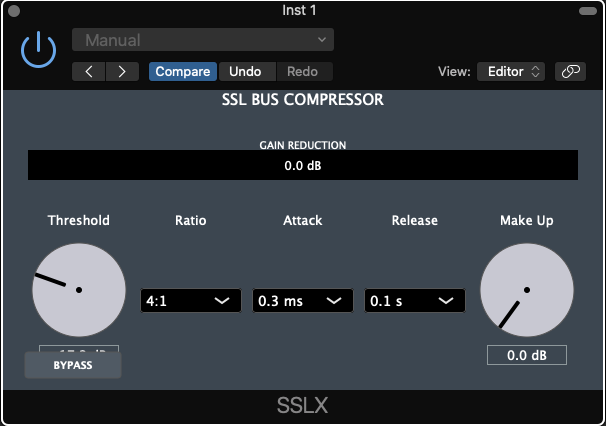 Inst 1
Manual
Compare Undo Redo View: Editor
SSL BUS COMPRESSOR
GAIN REDUCTION
0.0 dB
Threshold Ratio Attack Release Make Up
4:1 0.3 ms 0.1 s
0.0 dB
BYPASS
SSLX